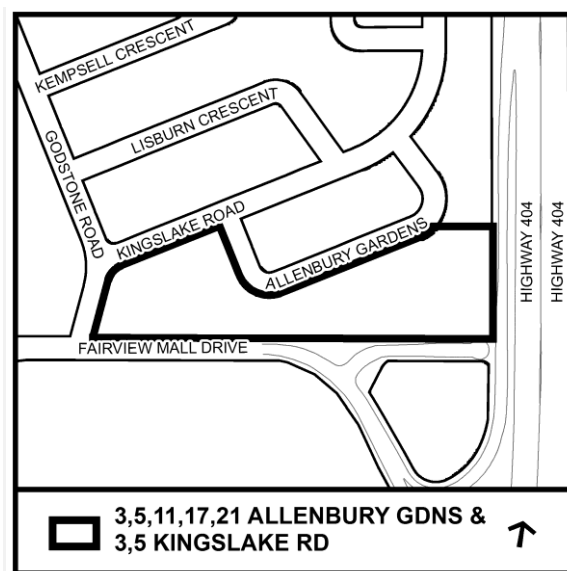 KEMPSELL CRESCENT
LISBURN CRESCENT
GODSTONE ROAD
KINGSLAKE ROAD
ALLENBURY GARDENS
HIGHWAY 404
HIGHWAY 404
FAIRVIEW MALL DRIVE
3,5,11,17,21 ALLENBURY GDNS &
3,5 KINGSLAKE RD